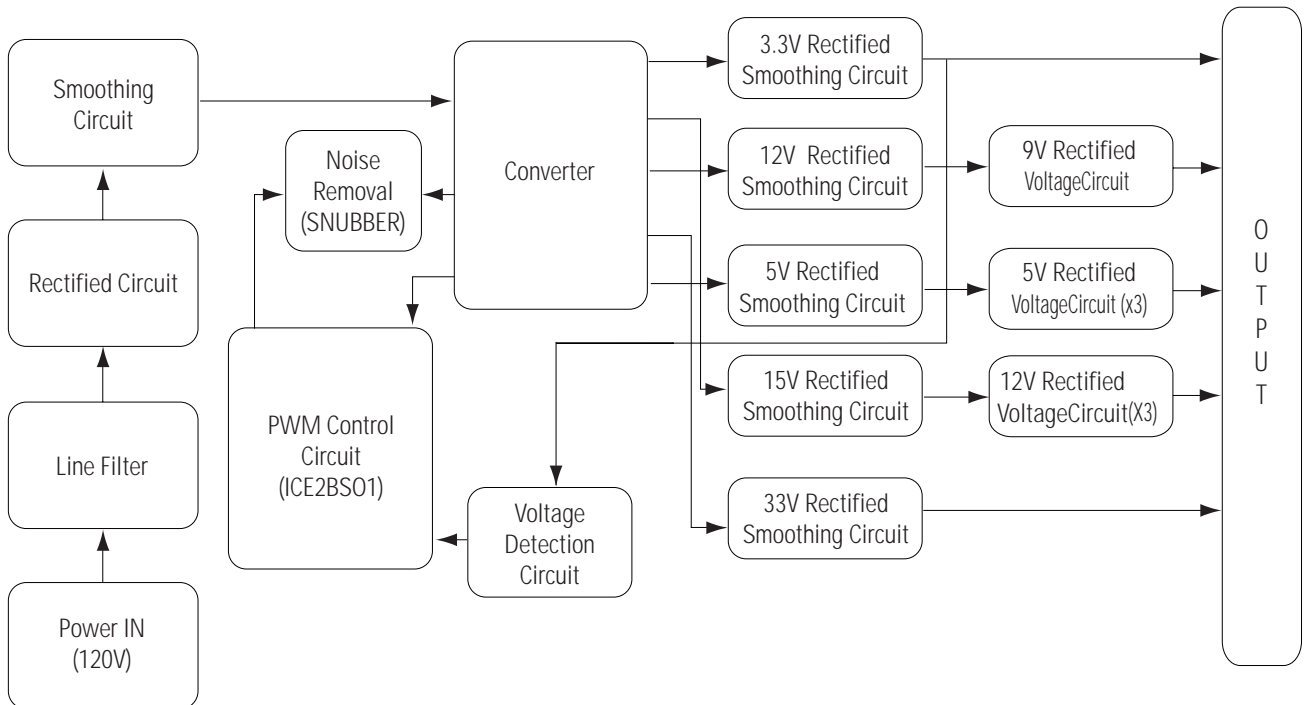 Smoothing
Circuit
Rectified Circuit
Line Filter
Power IN
(120V)
Noise
Removal
(SNUBBER)
PWM Control
Circuit
(ICE2BSO1)
Converter
Voltage
Detection
Circuit
3.3V Rectified
Smoothing Circuit
12V Rectified
Smoothing Circuit
5V Rectified
Smoothing Circuit
15V Rectified
Smoothing Circuit
33V Rectified
Smoothing Circuit
9V Rectified
VoltageCircuit
5V Rectified
VoltageCircuit (x3)
12V Rectified
VoltageCircuit(X3)
OUTPUT